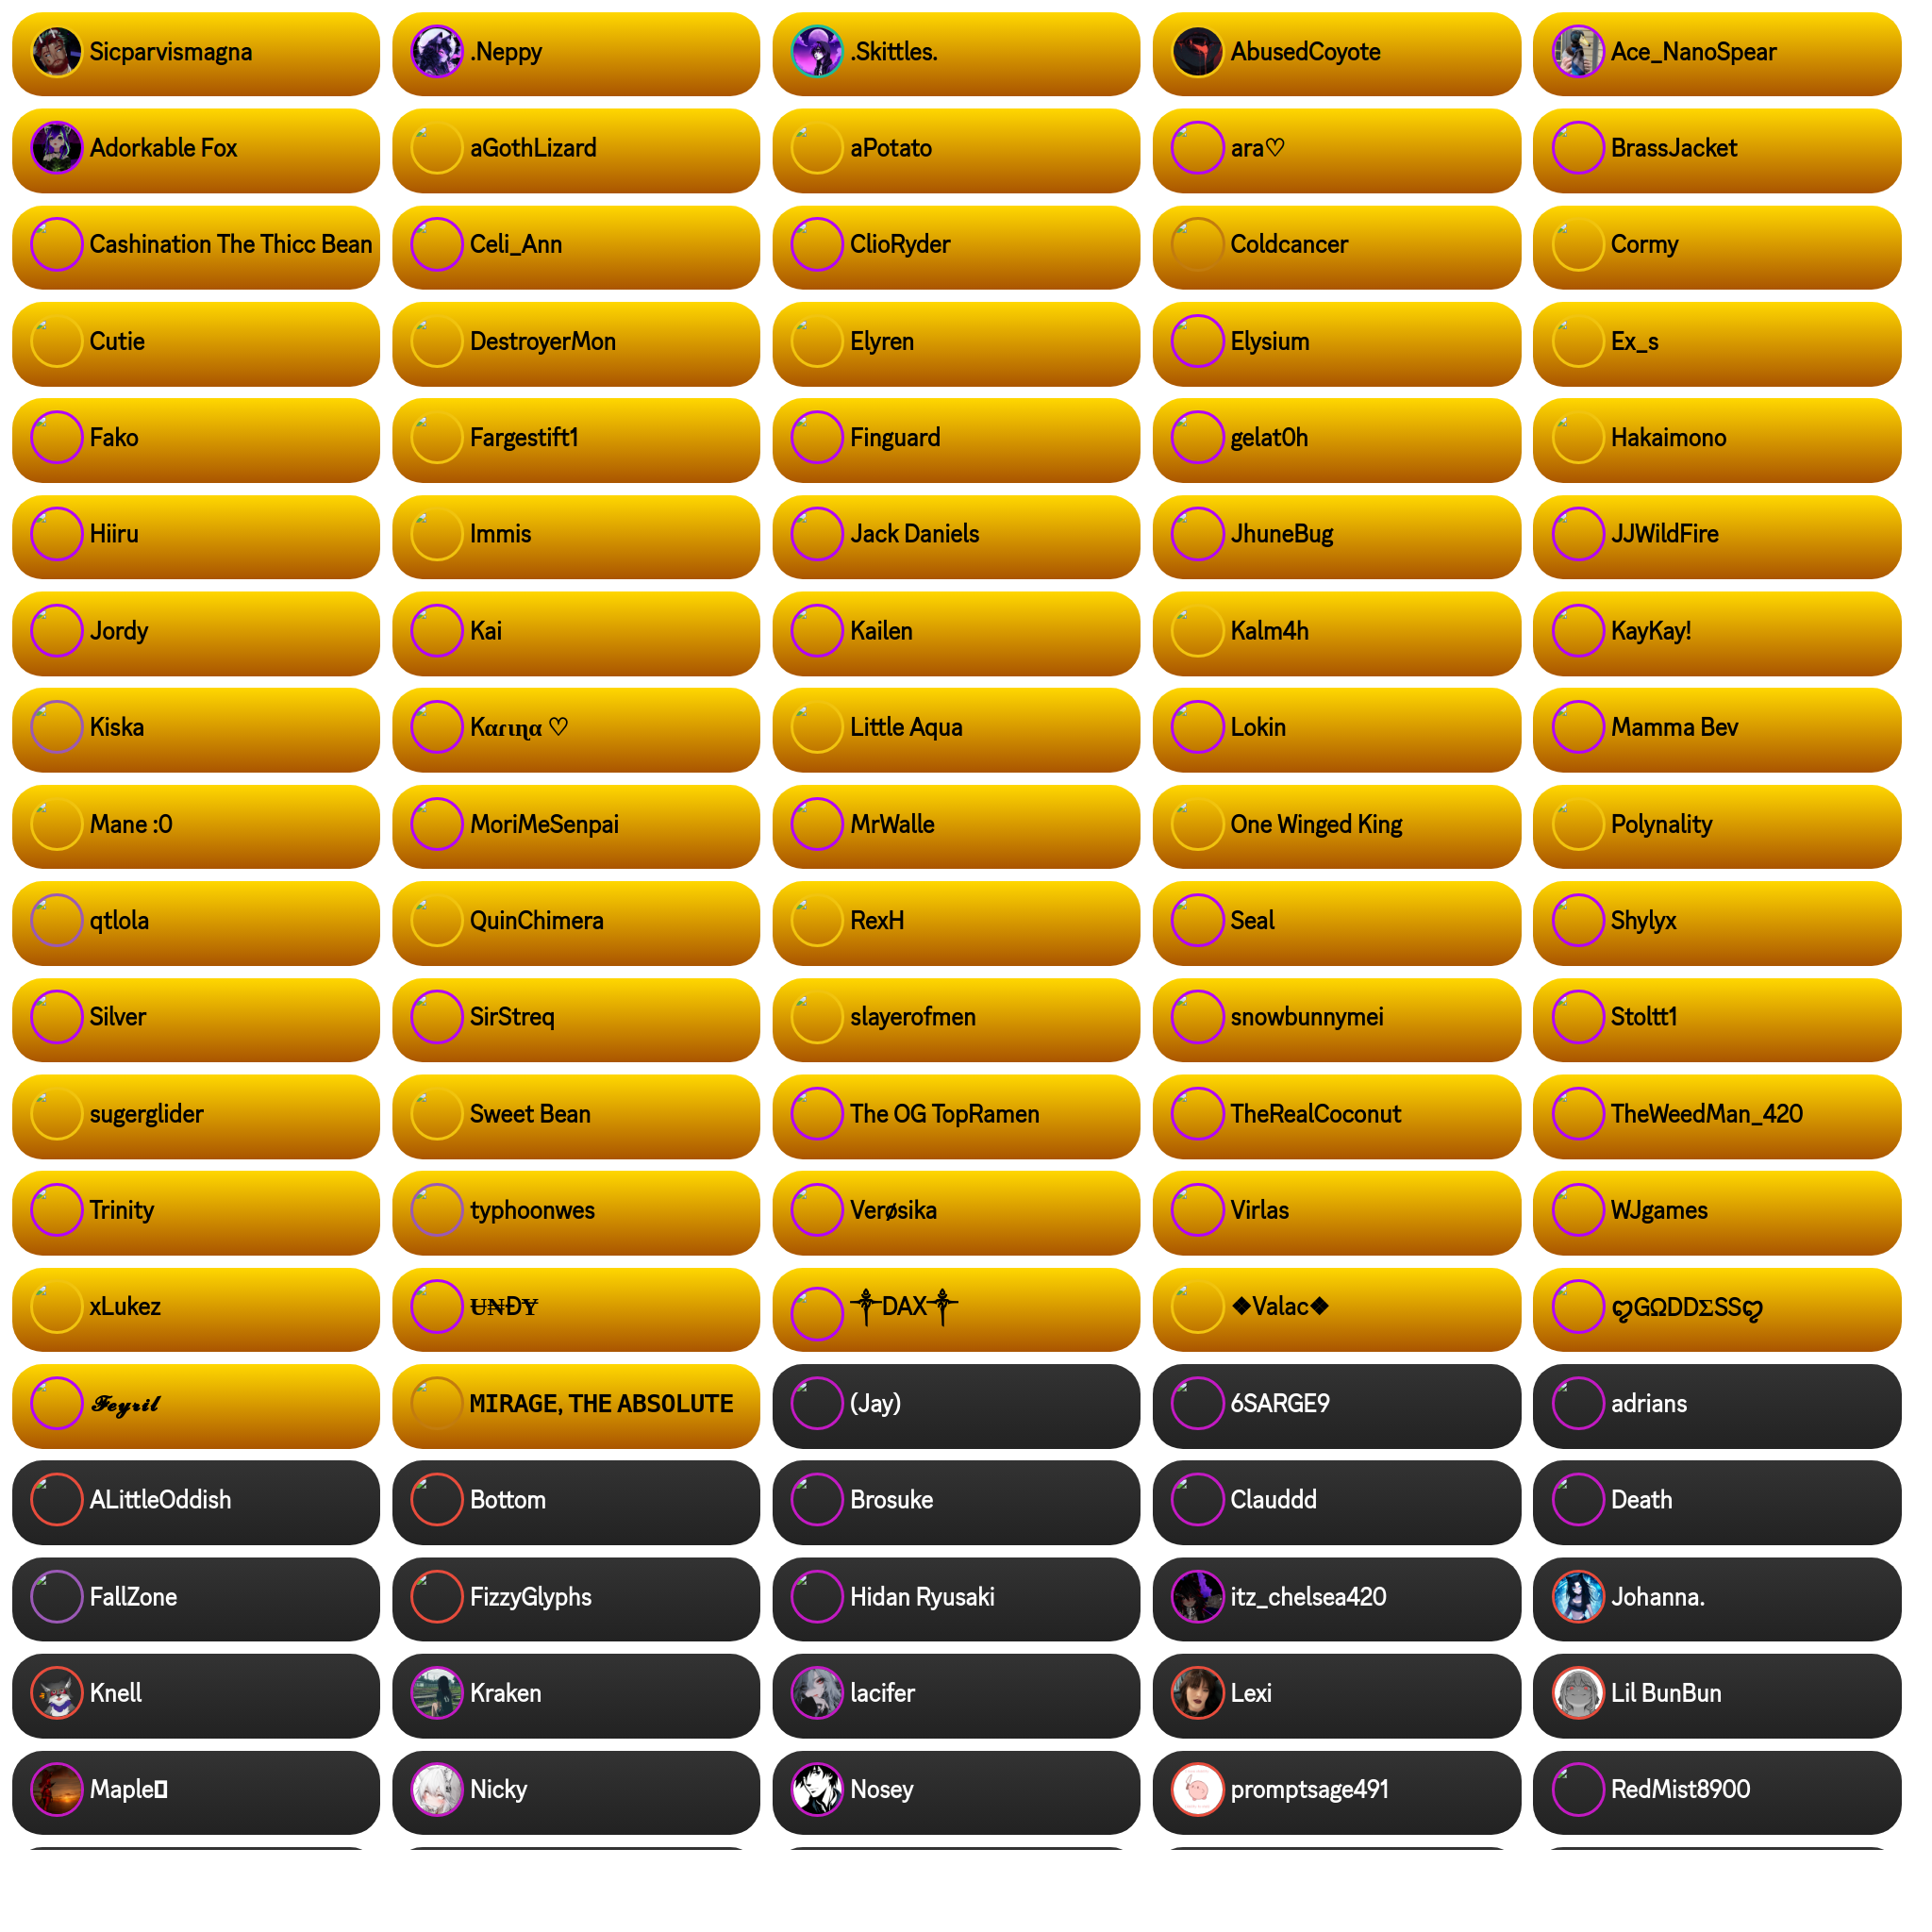 Sicparvismagna
.Neppy
.Skittles.
AbusedCoyote
Ace_NanoSpear
Adorkable Fox
aGothLizard
aPotato
ara♡
BrassJacket
Cashination The Thicc Bean
Celi_Ann
ClioRyder
Coldcancer
Cormy
Cutie
DestroyerMon
Elyren
Elysium
Ex_s
Fako
Fargestift1
Finguard
gelat0h
Hakaimono
Hiiru
Immis
Jack Daniels
JhuneBug
JJWildFire
Jordy
Kai
Kailen
Kalm4h
KayKay!
Kiska
Kαɾιɳα ♡
Little Aqua
Lokin
Mamma Bev
Mane :0
MoriMeSenpai
MrWalle
One Winged King
Polynality
qtlola
QuinChimera
RexH
Seal
Shylyx
Silver
SirStreq
slayerofmen
snowbunnymei
Stoltt1
sugerglider
Sweet Bean
The OG TopRamen
TheRealCoconut
TheWeedMan_420
Trinity
typhoonwes
Verøsika
Virlas
WJgames
xLukez
U̶N̶D̶Y̶
༒DAX༒
❖Valac❖
ღGΩDDΣSSღ
𝓕𝓮𝔂𝓻𝓲𝓵
MIRAGE, THE ABSOLUTE
(Jay)
6SARGE9
adrians
ALittleOddish
Bottom
Brosuke
Clauddd
Death
FallZone
FizzyGlyphs
Hidan Ryusaki
itz_chelsea420
Johanna.
Knell
Kraken
lacifer
Lexi
Lil BunBun
Maple
Nicky
Nosey
promptsage491
RedMist8900